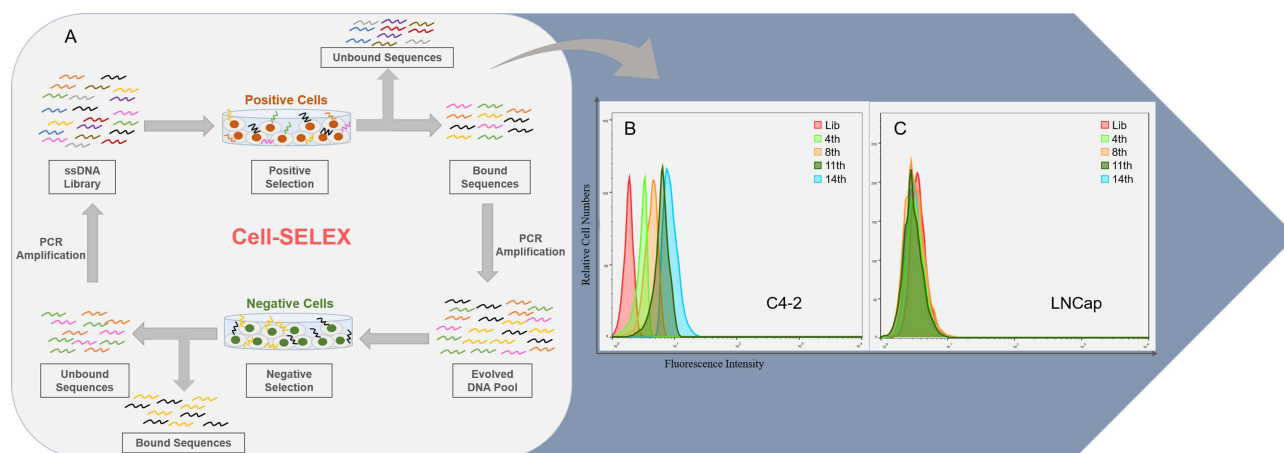 A
Unbound Sequences
Positive Cells
ssDNA
Library
Positive
Selection
Bound
Sequences
PCR
Amplification
Cell-SELEX
PCR
Amplification
Negative Cells
Unbound
Sequences
Negative
Selection
Evolved
DNA Pool
Bound Sequences
B
Lib
4th
8th
11th
14th
C4-2
C
Lib
4th
8th
11th
14th
LNCap
Relative Cell Numbers
Fluorescence Intensity